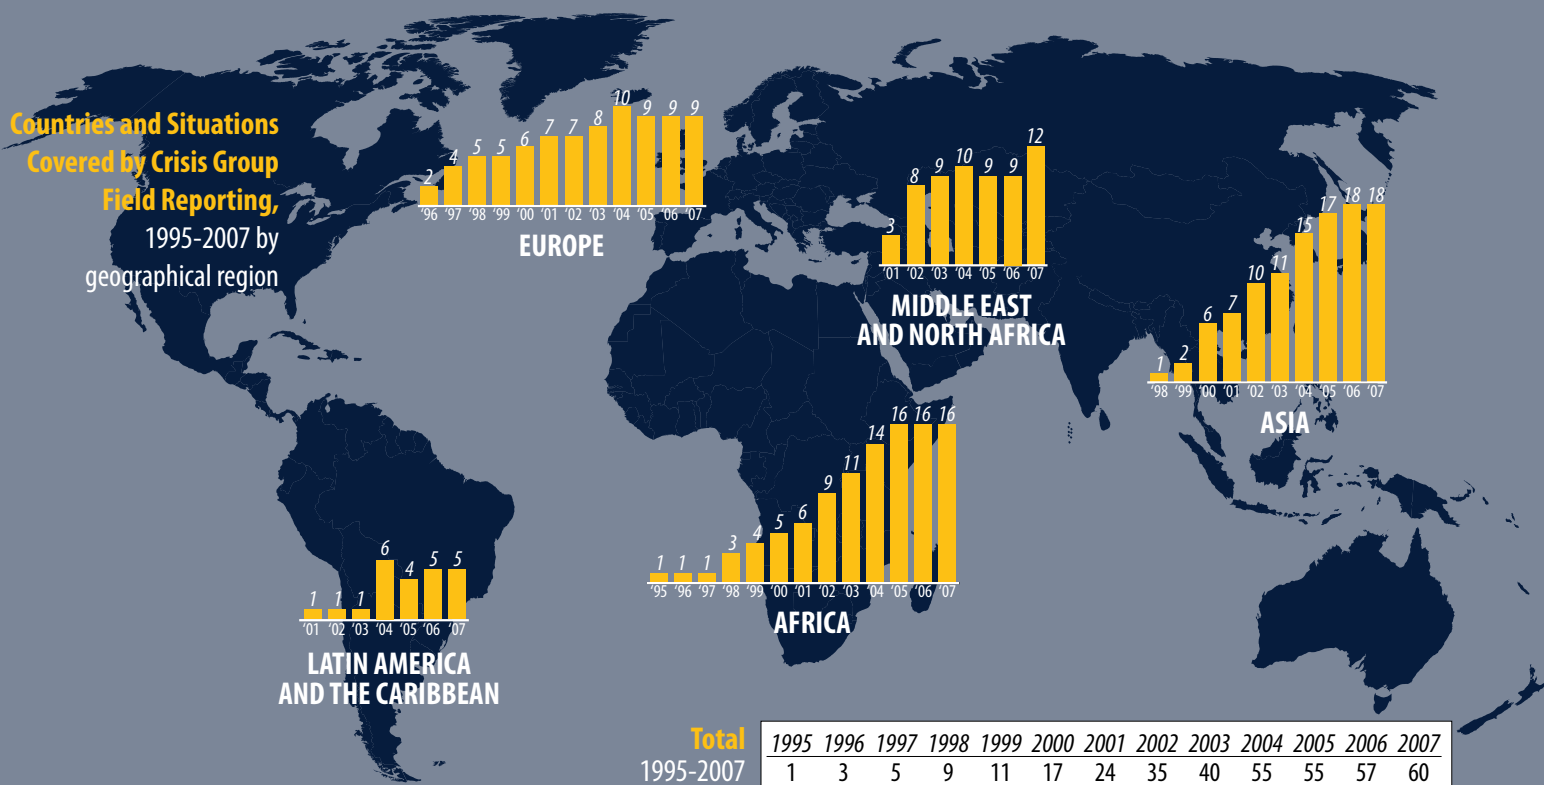 Countries and Situations
Covered by Crisis Group
Field Reporting,
1995-2007 by
geographical region
2 4 5 5 6 7 7 8 10 9 9 9
‘96 ‘97 ‘98 ‘99 ‘00 ‘01 ‘02 ‘03 ‘04 ‘05 ‘06 ‘07
EUROPE
3 8 9 10 9 9 12
‘01 ‘02 ‘03 ‘04 ‘05 ‘06 ‘07
MIDDLE EAST
AND NORTH AFRICA
1 2 6 7 10 11 15 17 18 18
‘98 ‘99 ‘00 ‘01 ‘02 ‘03 ‘04 ‘05 ‘06 ‘07
ASIA
1 1 1 3 4 5 6 9 11 14 16 16 16
‘95 ‘96 ‘97 ‘98 ‘99 ‘00 ‘01 ‘02 ‘03 ‘04 ‘05 ‘06 ‘07
AFRICA
1 1 1 6 4 5 5
‘01 ‘02 ‘03 ‘04 ‘05 ‘06 ‘07
LATIN AMERICA
AND THE CARIBBEAN
Total
1995-2007
1995 1996 1997 1998 1999 2000 2001 2002 2003 2004 2005 2006 2007
1 3 5 9 11 17 24 35 40 55 55 57 60